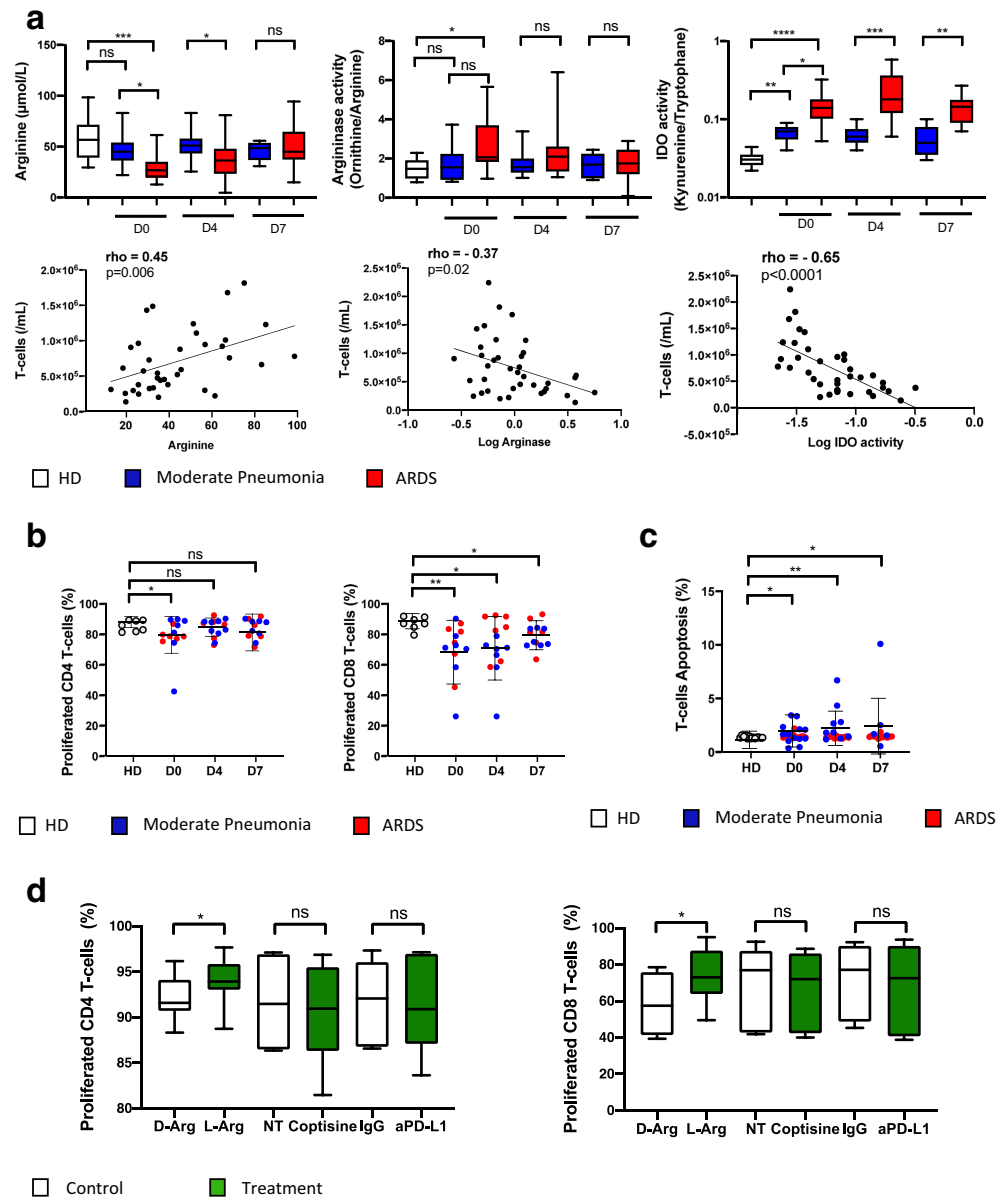 a
Arginine (µmol/L)
150
100
50
0
***
ns
*
*
ns
D0
D4
D7
Argininase activity
(Ornithine/Arginine)
8
6
4
2
0
*
ns
ns
ns
ns
D0
D4
D7
IDO activity
(Kynurenine/Tryptophane)
1
0.1
0.01
****
*
**
***
**
D0
D4
D7
rho = 0.45
p=0.006
T-cells (/mL)
2.0×10⁶
1.5×10⁶
1.0×10⁶
5.0×10⁵
0.0
20
40
60
80
100
Arginine
rho = - 0.37
p=0.02
T-cells (/mL)
2.5×10⁶
2.0×10⁶
1.5×10⁶
1.0×10⁶
5.0×10⁵
0.0
-1.0
-0.5
0.0
0.5
1.0
Log Arginase
rho = - 0.65
p<0.0001
T-cells (/mL)
2.5×10⁶
2.0×10⁶
1.5×10⁶
1.0×10⁶
5.0×10⁵
0.0
-5.0×10⁵
-1.5
-1.0
-0.5
0.0
Log IDO activity
HD
Moderate Pneumonia
ARDS
b
Proliferated CD4 T-cells (%)
100
80
60
40
20
0
ns
ns
*
HD
D0
D4
D7
Proliferated CD8 T-cells (%)
100
80
60
40
20
0
*
*
**
HD
D0
D4
D7
c
T-cells Apoptosis (%)
15
10
5
0
*
**
*
HD
D0
D4
D7
HD
Moderate Pneumonia
ARDS
HD
Moderate Pneumonia
ARDS
d
Proliferated CD4 T-cells (%)
100
95
90
85
80
*
ns
ns
D-Arg
L-Arg
NT
Coptisine
IgG
aPD-L1
Proliferated CD8 T-cells (%)
100
80
60
40
20
0
*
ns
ns
D-Arg
L-Arg
NT
Coptisine
IgG
aPD-L1
Control
Treatment